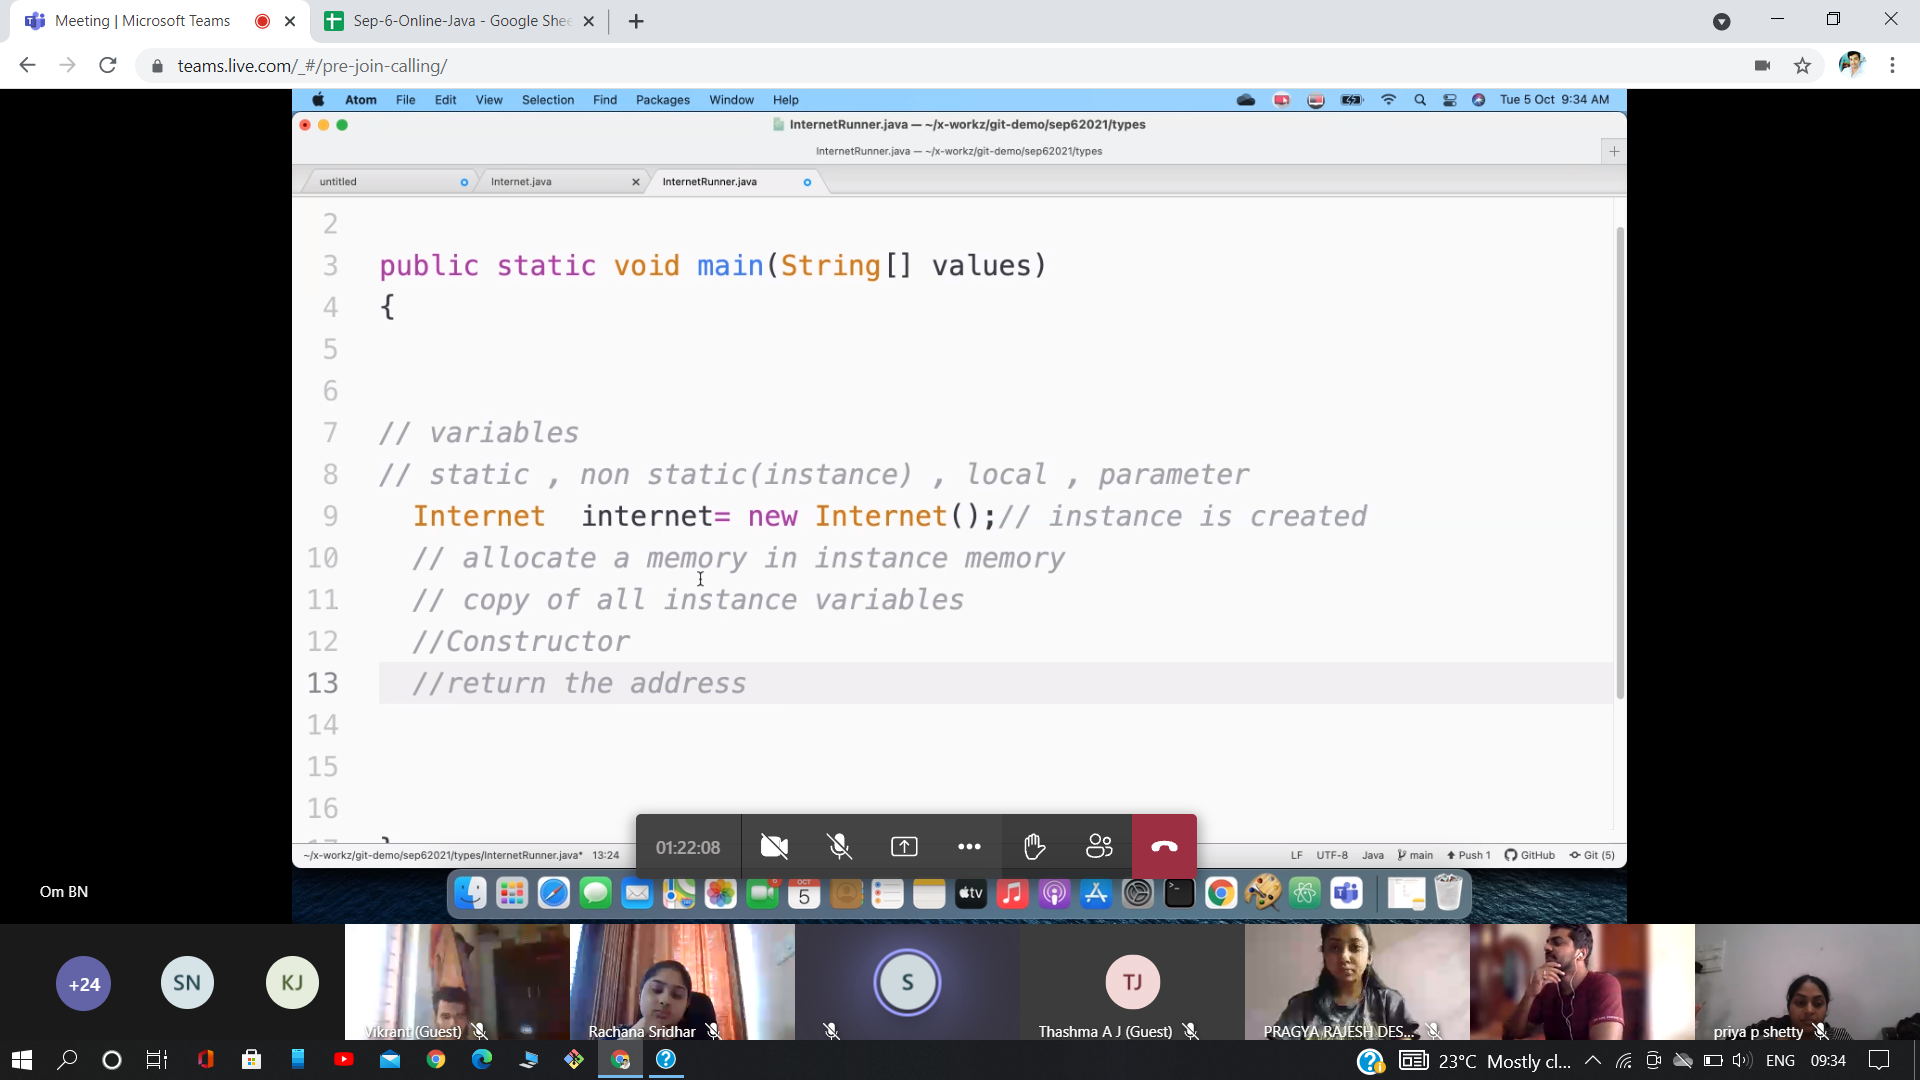 Meeting | Microsoft Teams
Sep-6-Online-Java - Google Shee
teams.live.com/_#/pre-join-calling/
Atom File Edit View Selection Find Packages Window Help
Tue 5 Oct 9:34 AM
InternetRunner.java — ~/x-workz/git-demo/sep62021/types
InternetRunner.java — ~/x-workz/git-demo/sep62021/types
untitled
Internet.java
InternetRunner.java
2
3 public static void main(String[] values)
4 {
5
6
7 // variables
8 // static , non static(instance) , local , parameter
9 Internet internet= new Internet();// instance is created
10 // allocate a memory in instance memory
11 // copy of all instance variables
12 //Constructor
13 //return the address
14
15
16
17 }
~/x-workz/git-demo/sep62021/types/InternetRunner.java* 13:24
LF UTF-8 Java main Push 1 GitHub Git (5)
01:22:08
OCT
5
tv
Om BN
+24
SN
KJ
Vikrant (Guest)
Rachana Sridhar
S
TJ
Thashma A J (Guest)
PRAGYA RAJESH DES...
priya p shetty
23°C Mostly cl...
ENG
09:34